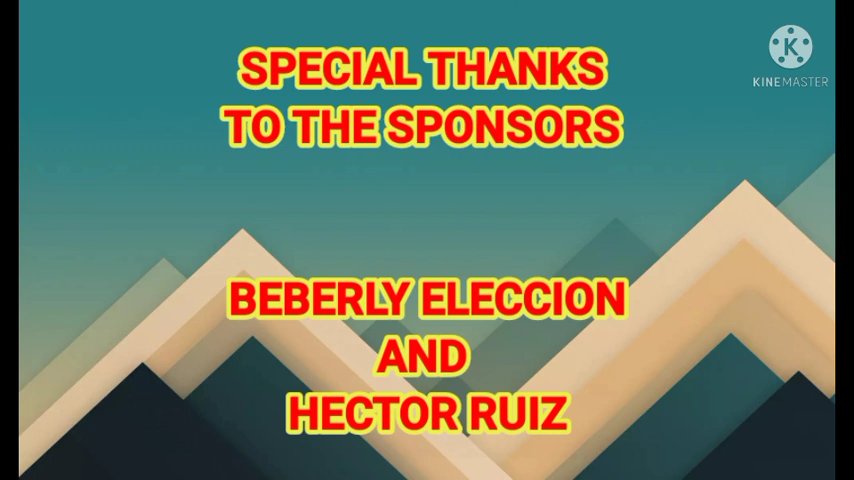 SPECIAL THANKS
TO THE SPONSORS
BEBERLY ELECCION
AND
HECTOR RUIZ
K
KINEMASTER